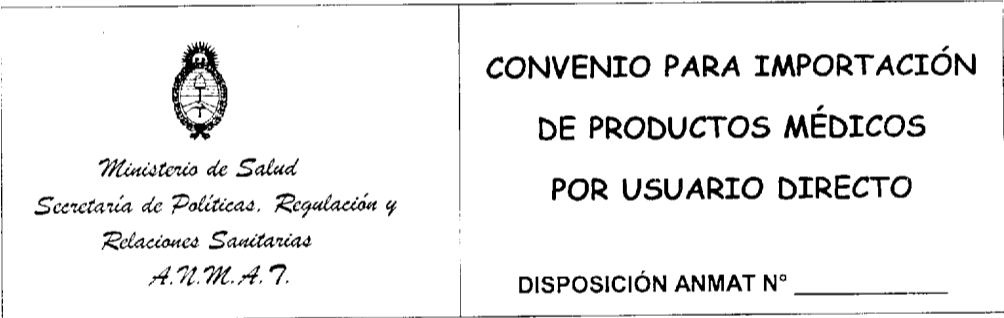 Ministerio de Salud
Secretaría de Políticas, Regulación y
Relaciones Sanitarias
A.N.M.A.T.
CONVENIO PARA IMPORTACIÓN
DE PRODUCTOS MÉDICOS
POR USUARIO DIRECTO
DISPOSICIÓN ANMAT N° ____________